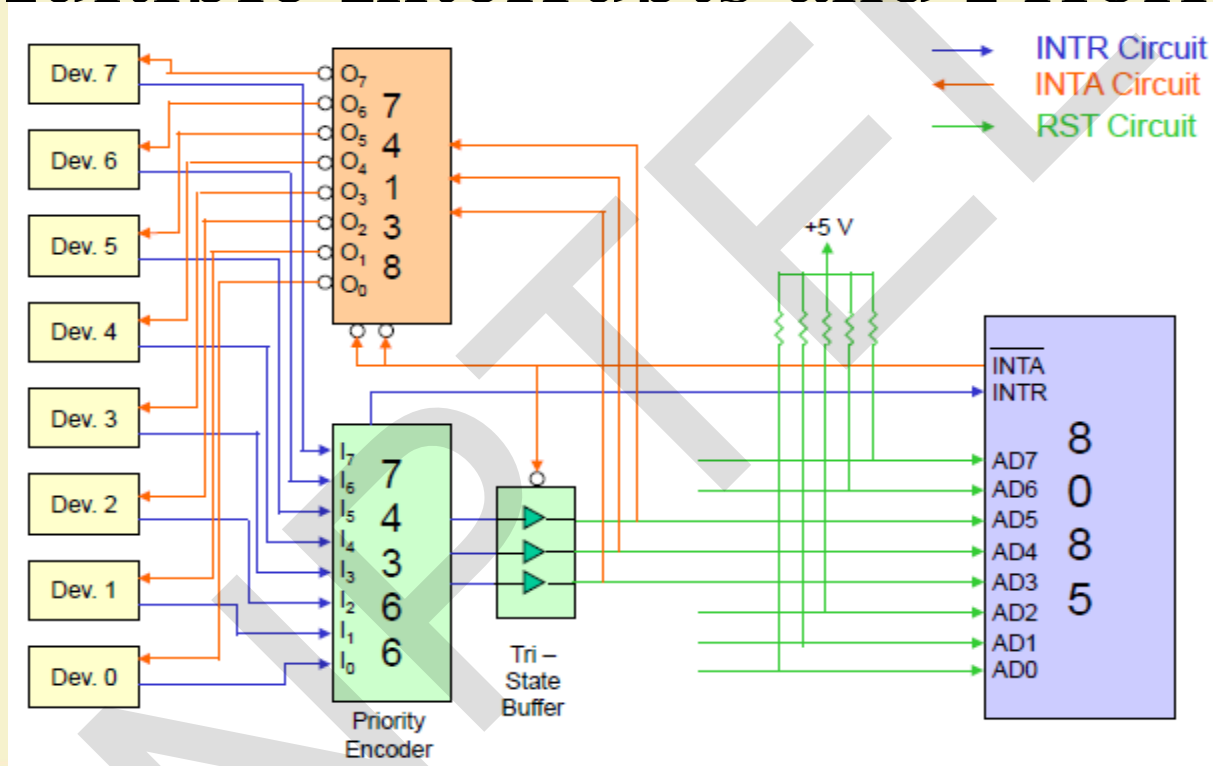 INTR Circuit
INTA Circuit
RST Circuit
Dev. 7
Dev. 6
Dev. 5
Dev. 4
Dev. 3
Dev. 2
Dev. 1
Dev. 0
O7
O6
O5
O4
O3
O2
O1
O0
74138
+5 V
I7
I6
I5
I4
I3
I2
I1
I0
74366
Priority
Encoder
Tri –
State
Buffer
INTA
INTR
AD7
AD6
AD5
AD4
AD3
AD2
AD1
AD0
8085
NPTEL